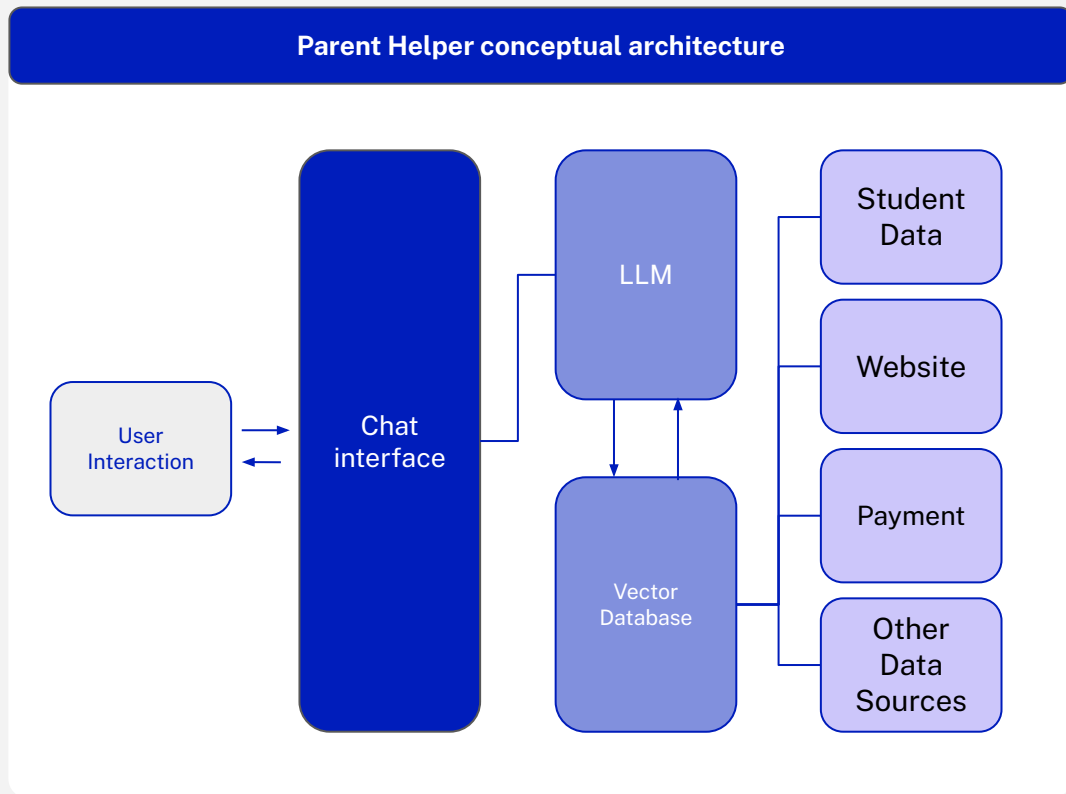 Parent Helper conceptual architecture
User
Interaction
Chat
interface
LLM
Vector
Database
Student
Data
Website
Payment
Other
Data
Sources